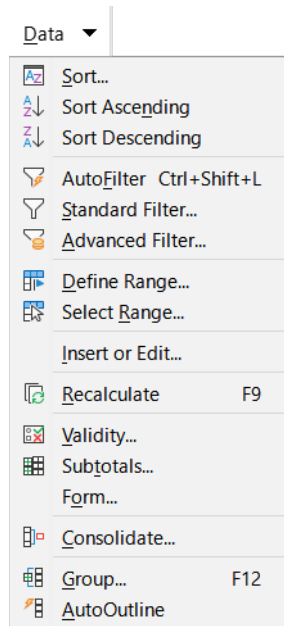 Data
Sort...
Sort Ascending
Sort Descending
AutoFilter Ctrl+Shift+L
Standard Filter...
Advanced Filter...
Define Range...
Select Range...
Insert or Edit...
Recalculate F9
Validity...
Subtotals...
Form...
Consolidate...
Group... F12
AutoOutline